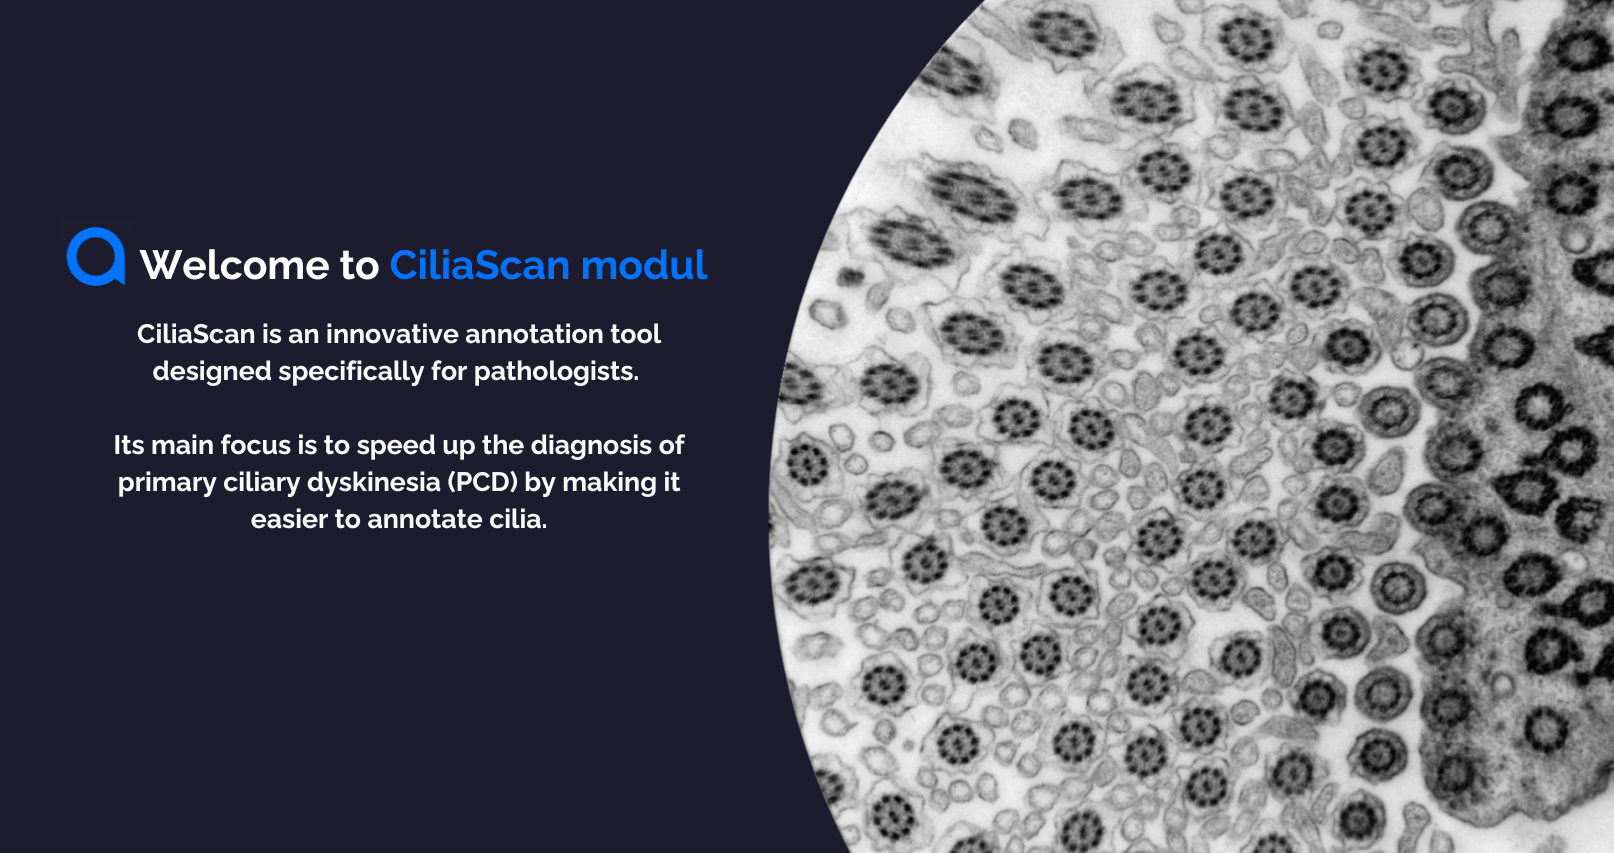 Welcome to CiliaScan modul
CiliaScan is an innovative annotation tool
designed specifically for pathologists.
Its main focus is to speed up the diagnosis of
primary ciliary dyskinesia (PCD) by making it
easier to annotate cilia.